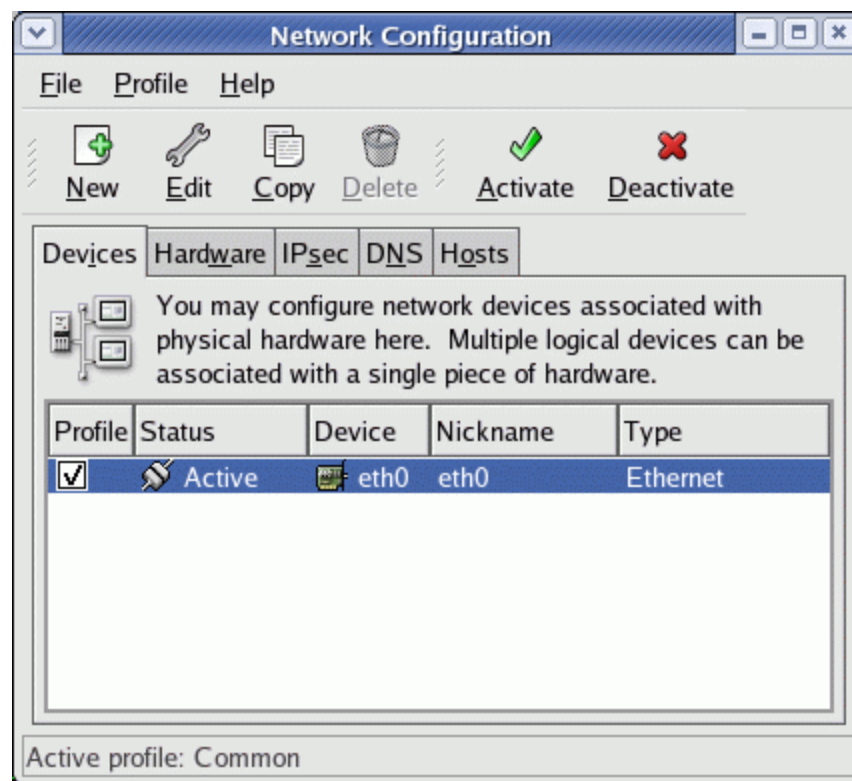 Network Configuration
File Profile Help
New Edit Copy Delete Activate Deactivate
Devices Hardware IPsec DNS Hosts
You may configure network devices associated with
physical hardware here. Multiple logical devices can be
associated with a single piece of hardware.
Profile Status Device Nickname Type
Active eth0 eth0 Ethernet
Active profile: Common